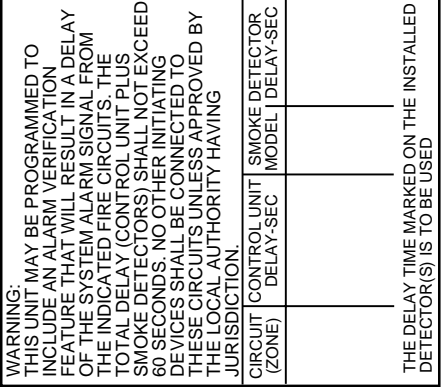 WARNING:
THIS UNIT MAY BE PROGRAMMED TO
INCLUDE AN ALARM VERIFICATION
FEATURE THAT WILL RESULT IN A DELAY
OF THE SYSTEM ALARM SIGNAL FROM
THE INDICATED FIRE CIRCUITS. THE
TOTAL DELAY (CONTROL UNIT PLUS
SMOKE DETECTORS) SHALL NOT EXCEED
60 SECONDS. NO OTHER INITIATING
DEVICES SHALL BE CONNECTED TO
THESE CIRCUITS UNLESS APPROVED BY
THE LOCAL AUTHORITY HAVING
JURISDICTION.
CIRCUIT CONTROL UNIT SMOKE DETECTOR
(ZONE) DELAY-SEC MODEL DELAY-SEC
THE DELAY TIME MARKED ON THE INSTALLED
DETECTOR(S) IS TO BE USED